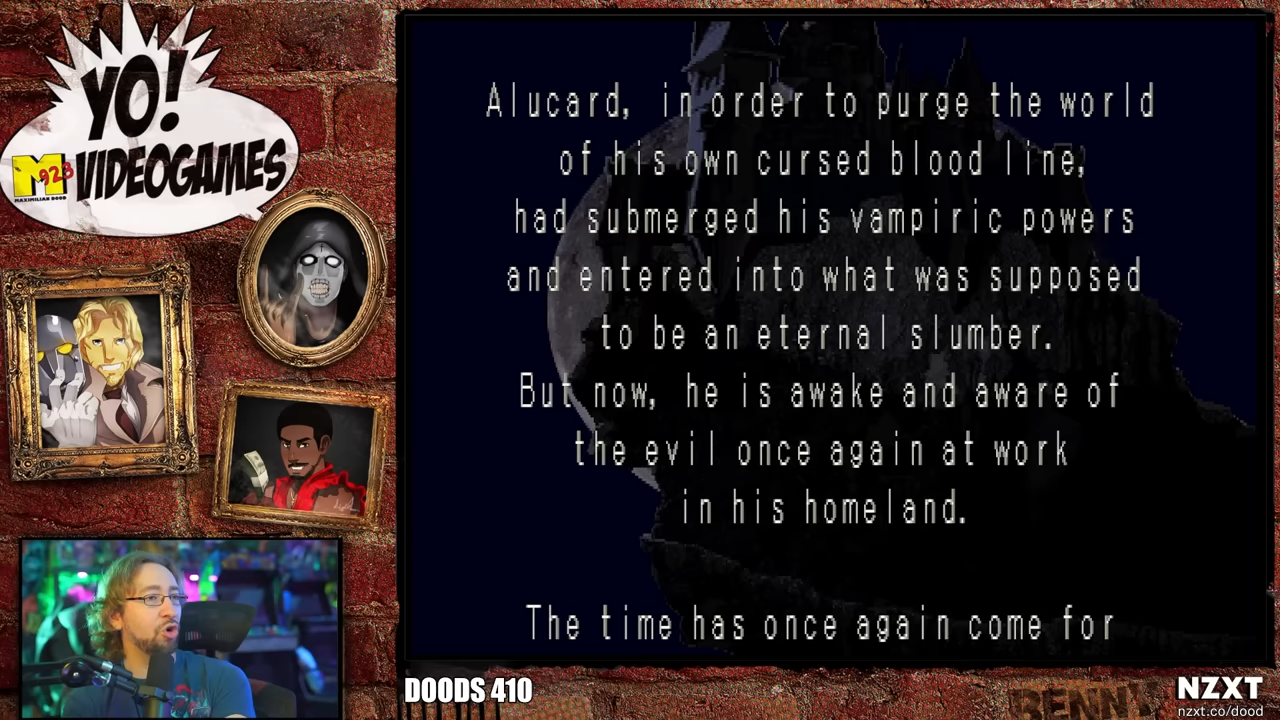 YO!
M
923
MAXIMILIAN DOOD
VIDEOGAMES
Alucard, in order to purge the world
of his own cursed blood line,
had submerged his vampiric powers
and entered into what was supposed
to be an eternal slumber.
But now, he is awake and aware of
the evil once again at work
in his homeland.
The time has once again come for
DOODS 410
BENNY
NZXT
nzxt.co/dood